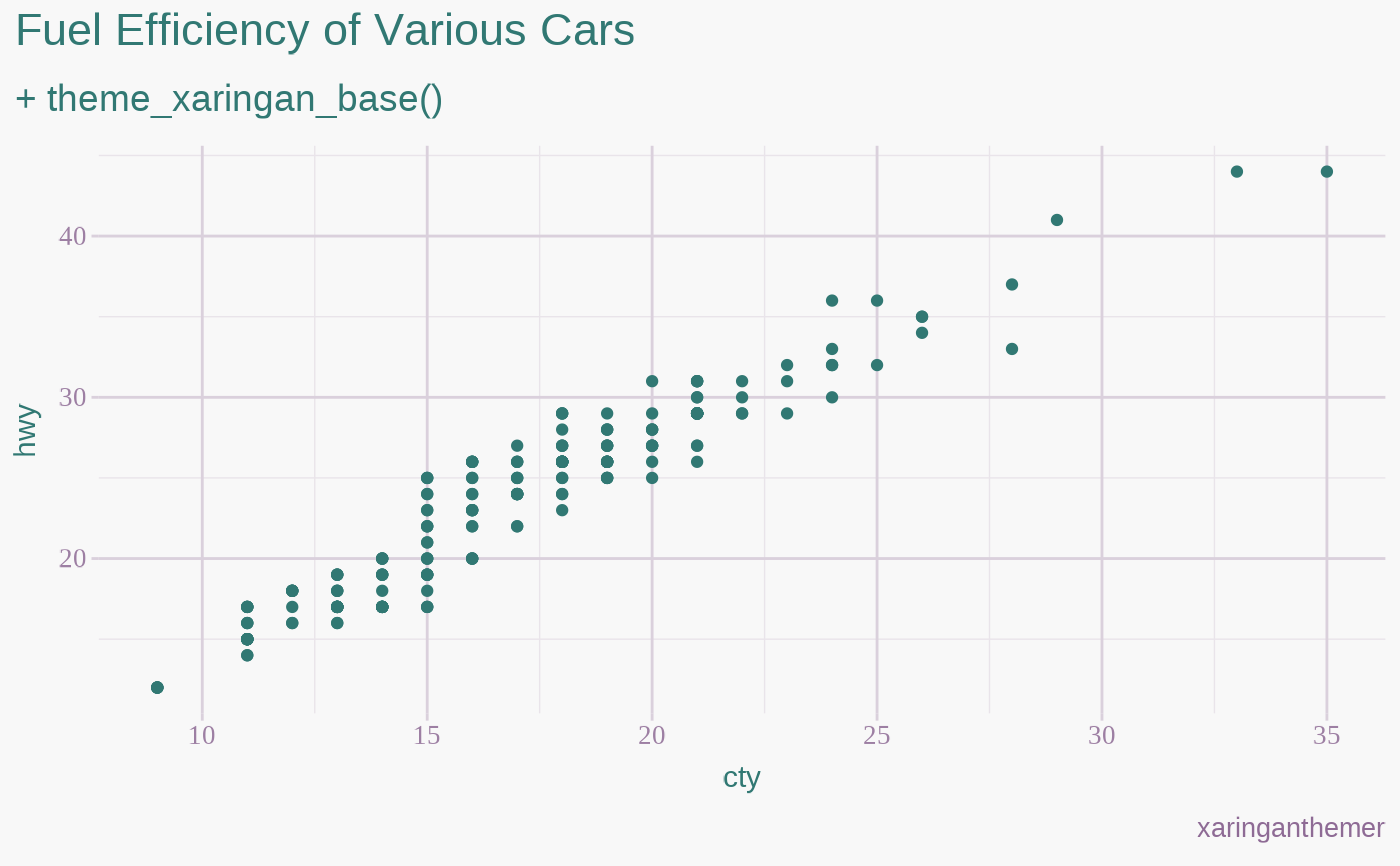 Fuel Efficiency of Various Cars
+ theme_xaringan_base()
40
30
20
hwy
10 15 20 25 30 35
cty
xaringanthemer